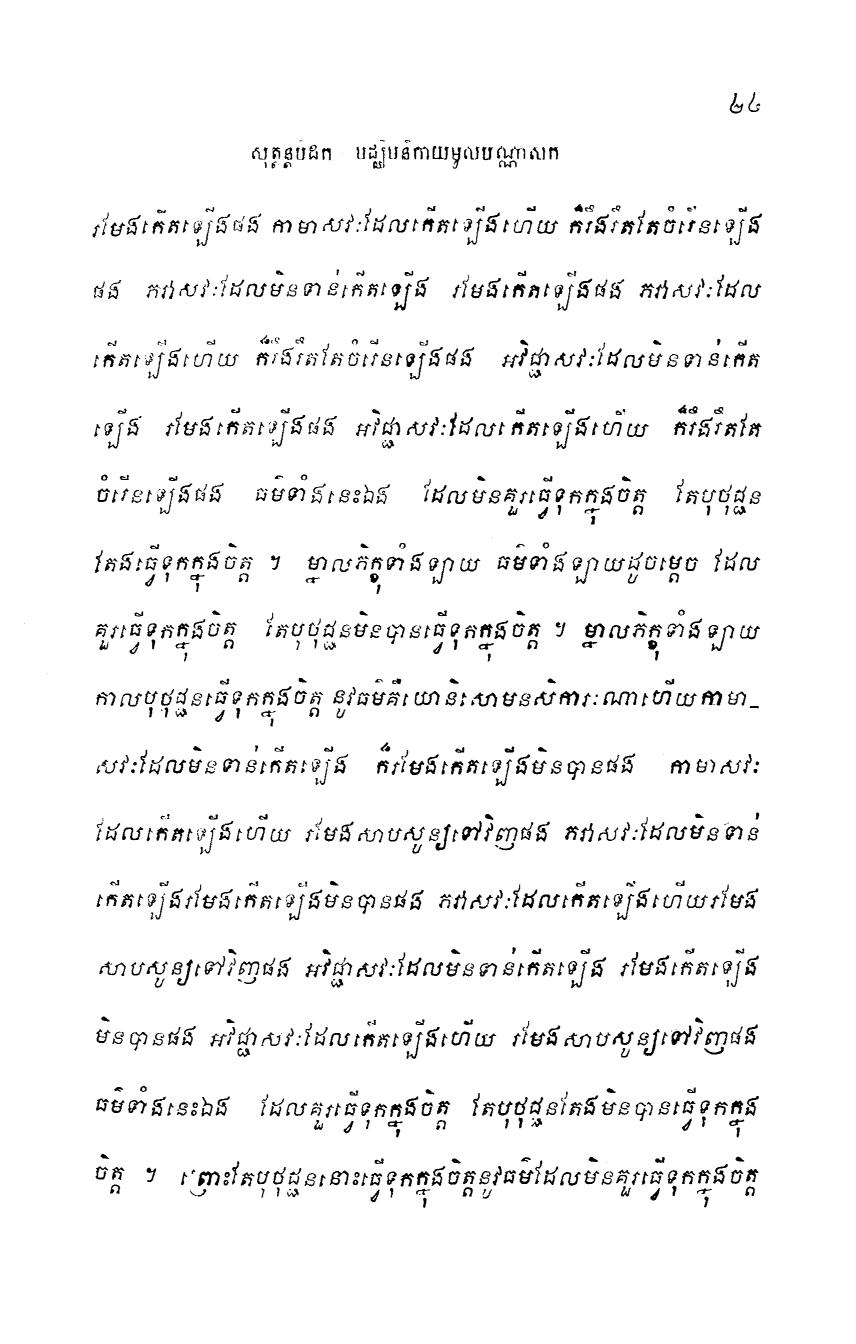 ២៤
សុត្តន្តបិដក មជ្ឈិមនិកាយមូលបណ្ណាសក
រមែងកើតឡើងផង កាមាសវៈដែលកើតឡើងហើយ ក៏រឹងរឹតតែចំរើនឡើង
ផង ភវាសវៈដែលមិនទាន់កើតឡើង រមែងកើតឡើងផង ភវាសវៈដែល
កើតឡើងហើយ ក៏រឹងរឹតតែចំរើនឡើងផង អវិជ្ជាសវៈដែលមិនទាន់កើត
ឡើង រមែងកើតឡើងផង អវិជ្ជាសវៈដែលកើតឡើងហើយ ក៏រឹងរឹតតែ
ចំរើនឡើងផង ធម៌ទាំងនេះឯង ដែលមិនគួរធ្វើទុកក្នុងចិត្ត តែបុថុជ្ជន
តែងធ្វើទុកក្នុងចិត្ត ។ ម្នាលភិក្ខុទាំងឡាយ ធម៌ទាំងឡាយដូចម្តេច ដែល
គួរធ្វើទុកក្នុងចិត្ត តែបុថុជ្ជនមិនបានធ្វើទុកក្នុងចិត្ត ។ ម្នាលភិក្ខុទាំងឡាយ
កាលបុថុជ្ជនធ្វើទុកក្នុងចិត្ត នូវធម៌គឺយោនិសោមនសិការៈណាហើយកាមា-
សវៈដែលមិនទាន់កើតឡើង ក៏រមែងកើតឡើងមិនបានផង កាមាសវៈ
ដែលកើតឡើងហើយ រមែងសាបសូន្យទៅវិញផង ភវាសវៈដែលមិនទាន់
កើតឡើងរមែងកើតឡើងមិនបានផង ភវាសវៈដែលកើតឡើងហើយរមែង
សាបសូន្យទៅវិញផង អវិជ្ជាសវៈដែលមិនទាន់កើតឡើង រមែងកើតឡើង
មិនបានផង អវិជ្ជាសវៈដែលកើតឡើងហើយ រមែងសាបសូន្យទៅវិញផង
ធម៌ទាំងនេះឯង ដែលគួរធ្វើទុកក្នុងចិត្ត តែបុថុជ្ជនតែងមិនបានធ្វើទុកក្នុង
ចិត្ត ។ ព្រោះតែបុថុជ្ជននោះធ្វើទុកក្នុងចិត្តនូវធម៌ដែលមិនគួរធ្វើទុកក្នុងចិត្ត